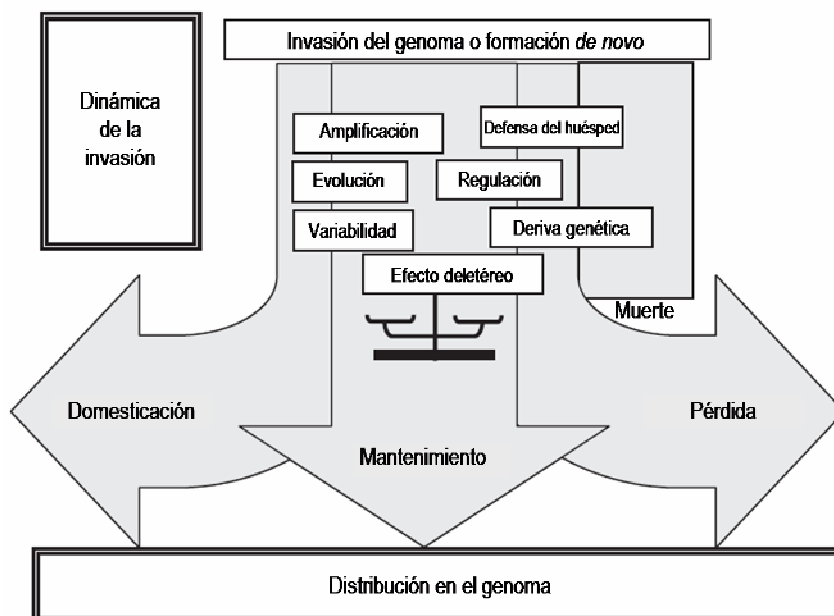 Invasión del genoma o formación de novo
Dinámica
de la
invasión
Amplificación
Defensa del huésped
Evolución
Regulación
Variabilidad
Deriva genética
Efecto deletéreo
Muerte
Domesticación
Pérdida
Mantenimiento
Distribución en el genoma